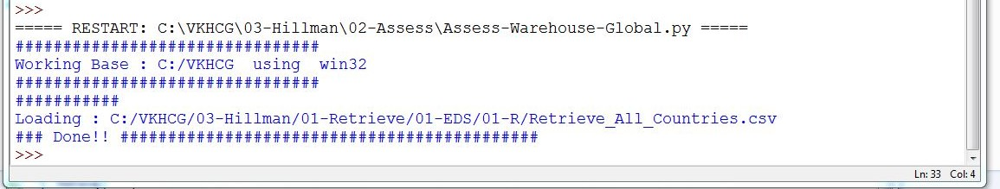 >>>
===== RESTART: C:\VKHCG\03-Hillman\02-Assess\Assess-Warehouse-Global.py =====
################################
Working Base : C:/VKHCG  using  win32
################################
###########
Loading : C:/VKHCG/03-Hillman/01-Retrieve/01-EDS/01-R/Retrieve_All_Countries.csv
### Done!! ############################################
>>>
Ln: 33 Col: 4